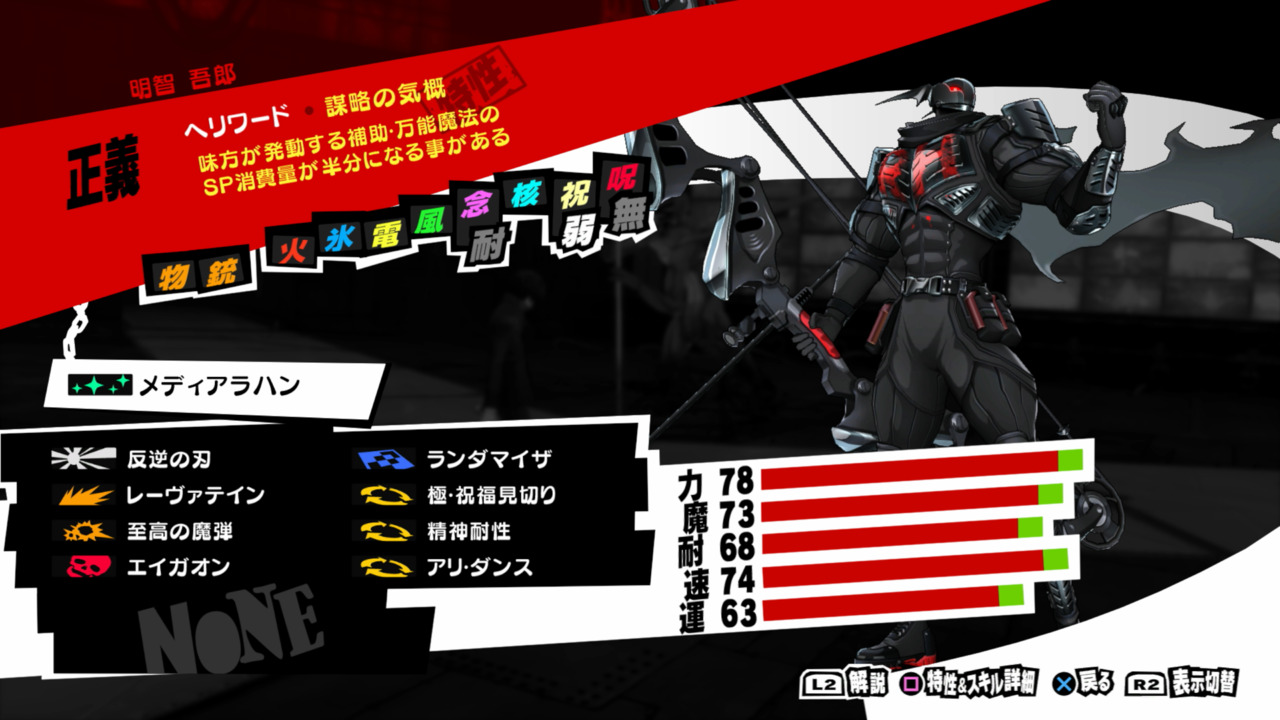 明智 吾郎
特性
正義
ヘリワード・謀略の気概
味方が発動する補助・万能魔法の
SP消費量が半分になる事がある
物 銃 火 氷 電 風 念 核 祝 呪
耐 弱 無
メディアラハン
反逆の刃
レーヴァテイン
至高の魔弾
エイガオン
NONE
ランダマイザ
極・祝福見切り
精神耐性
アリ・ダンス
力 78
魔 73
耐 68
速 74
運 63
L2 解説 特性&スキル詳細 戻る R2 表示切替